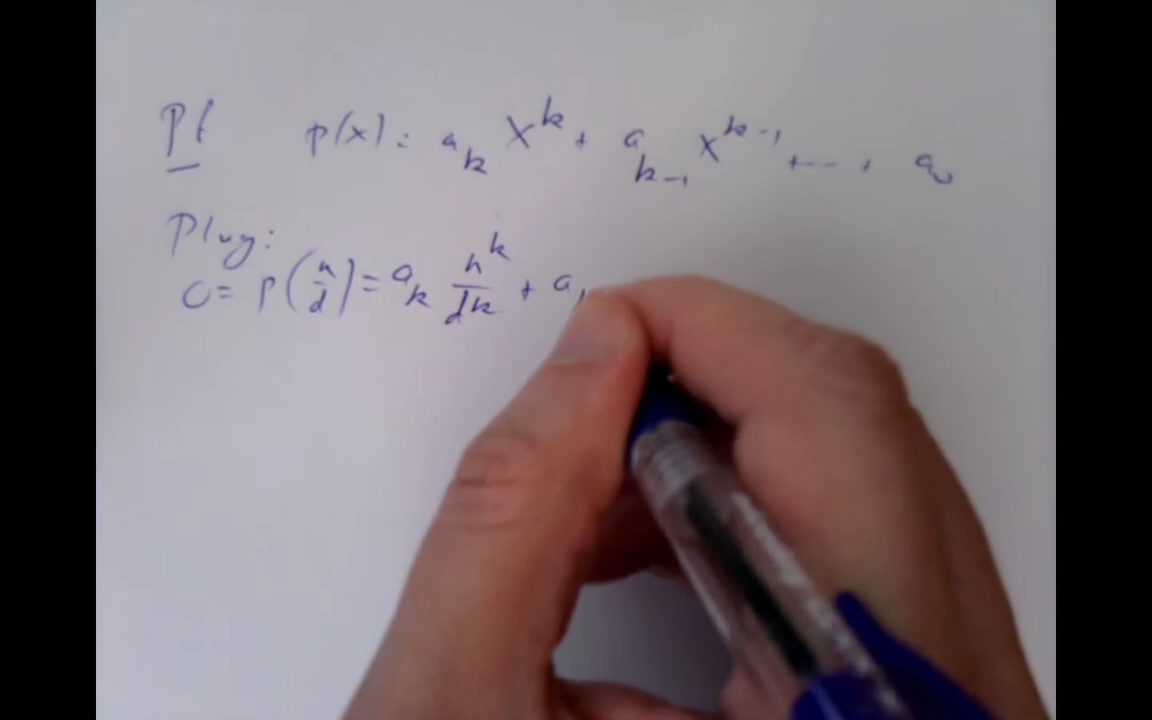 Pf p(x) = a_k x^k + a_{k-1} x^{k-1} + ... + a_0
Plug:
0 = p(n/d) = a_k n^k/d^k + a